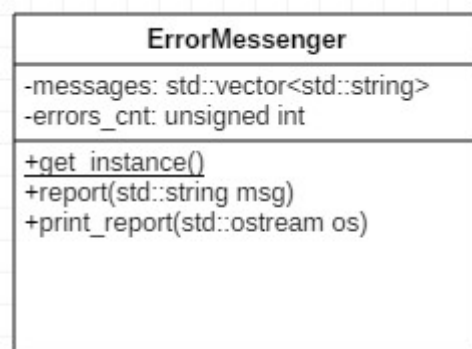 ErrorMessenger
-messages: std::vector<std::string>
-errors_cnt: unsigned int
+get_instance()
+report(std::string msg)
+print_report(std::ostream os)